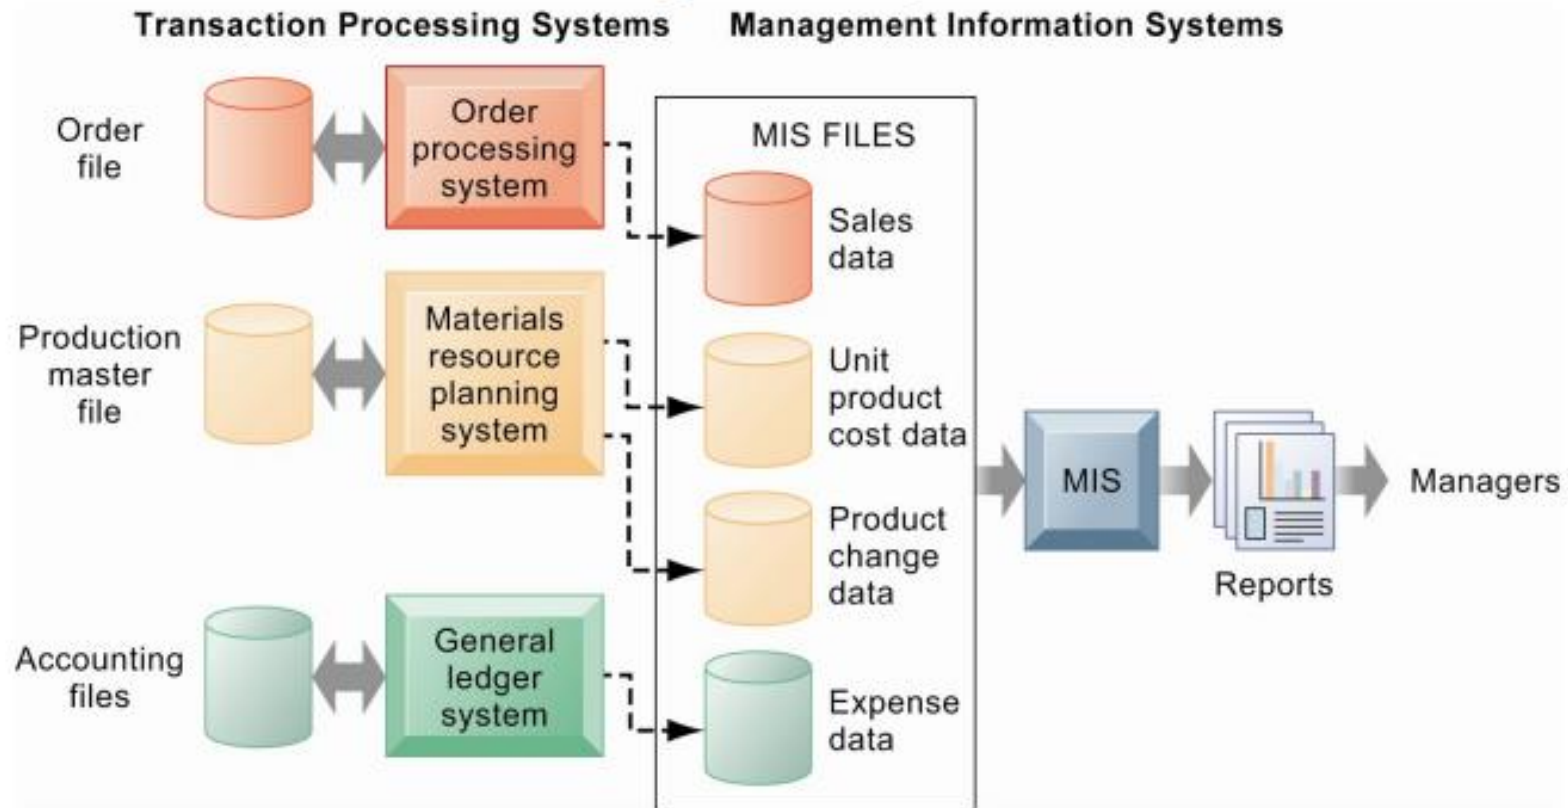 Transaction Processing Systems
Management Information Systems
Order
file
Order
processing
system
MIS FILES
Sales
data
Production
master
file
Materials
resource
planning
system
Unit
product
cost data
Product
change
data
MIS
Reports
Managers
Accounting
files
General
ledger
system
Expense
data